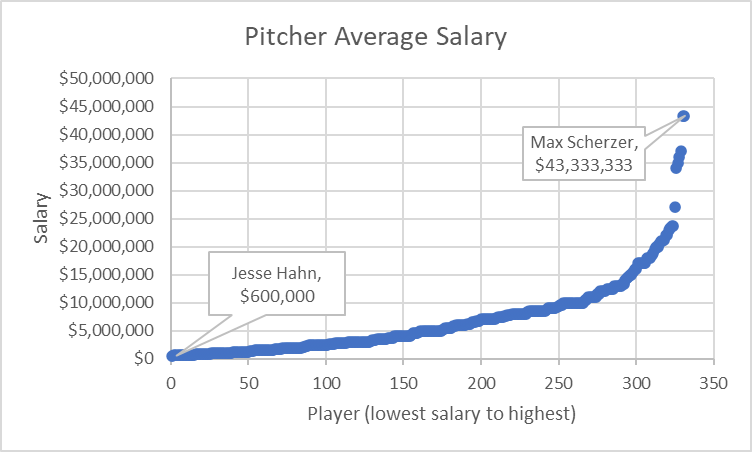 Pitcher Average Salary
$50,000,000
$45,000,000
$40,000,000
$35,000,000
$30,000,000
$25,000,000
$20,000,000
$15,000,000
$10,000,000
$5,000,000
$0
Salary
Max Scherzer,
$43,333,333
Jesse Hahn,
$600,000
0 50 100 150 200 250 300 350
Player (lowest salary to highest)